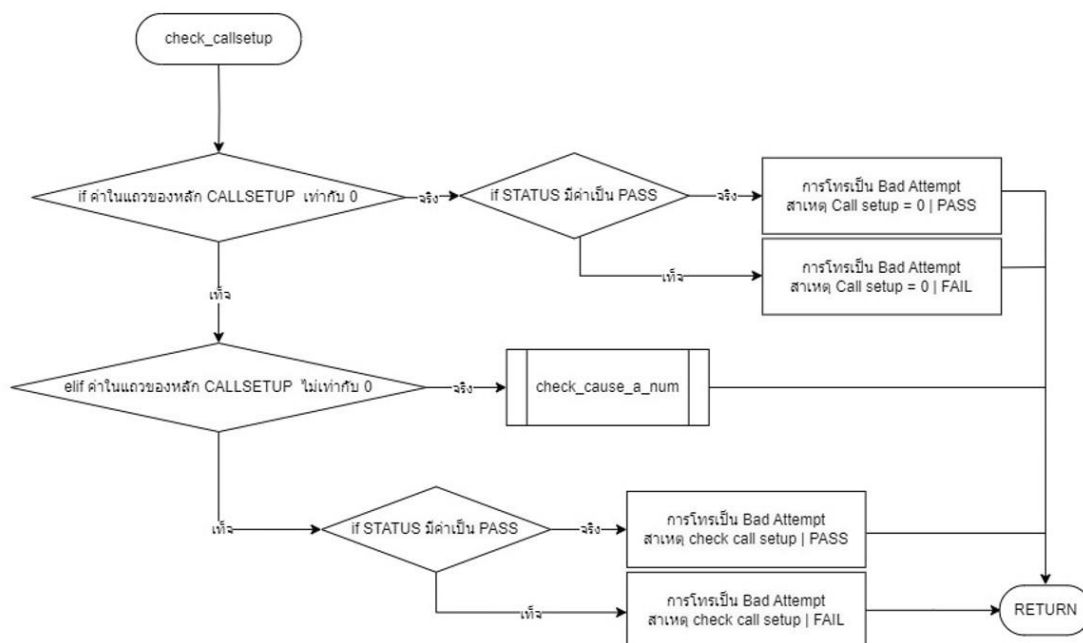 check_callsetup
if ค่าในแถวของหลัก CALLSETUP เท่ากับ 0
จริง
if STATUS มีค่าเป็น PASS
จริง
การโทรเป็น Bad Attempt
สาเหตุ Call setup = 0 | PASS
เท็จ
การโทรเป็น Bad Attempt
สาเหตุ Call setup = 0 | FAIL
เท็จ
elif ค่าในแถวของหลัก CALLSETUP ไม่เท่ากับ 0
จริง
check_cause_a_num
เท็จ
if STATUS มีค่าเป็น PASS
จริง
การโทรเป็น Bad Attempt
สาเหตุ check call setup | PASS
เท็จ
การโทรเป็น Bad Attempt
สาเหตุ check call setup | FAIL
RETURN